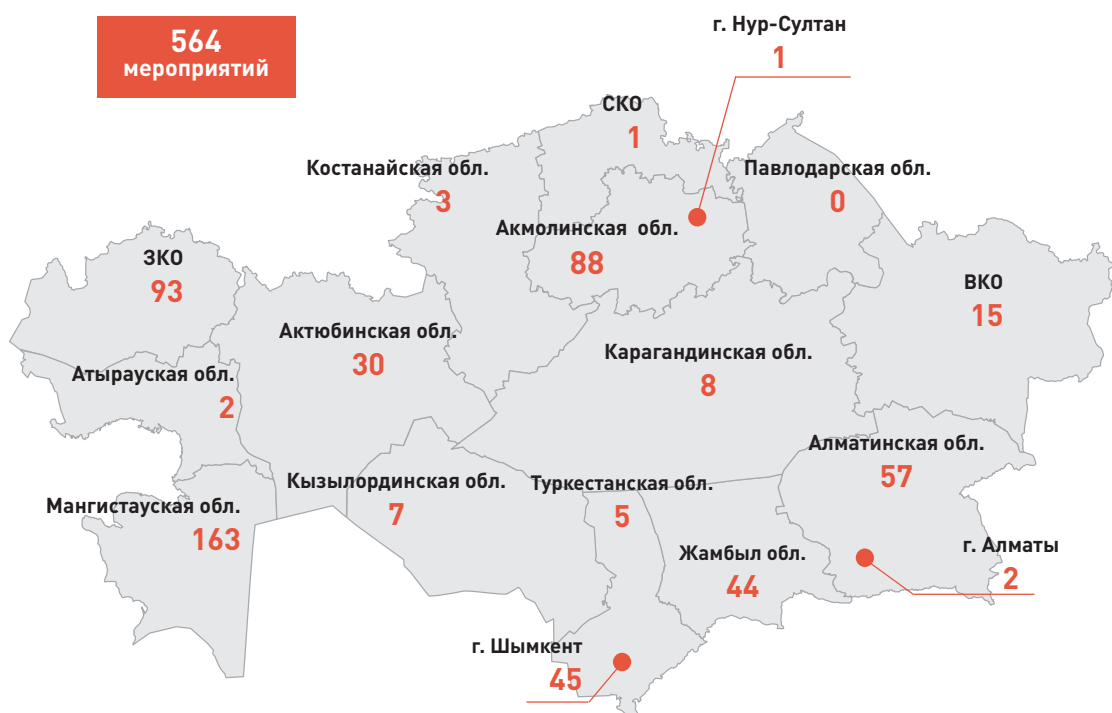 564
мероприятий
г. Нур-Султан
1
СКО
1
Костанайская обл.
3
Павлодарская обл.
0
Акмолинская обл.
88
ЗКО
93
ВКО
15
Актюбинская обл.
30
Карагандинская обл.
8
Атырауская обл.
2
Алматинская обл.
57
Кызылординская обл.
7
Туркестанская обл.
5
Мангистауская обл.
163
Жамбыл обл.
44
г. Алматы
2
г. Шымкент
45